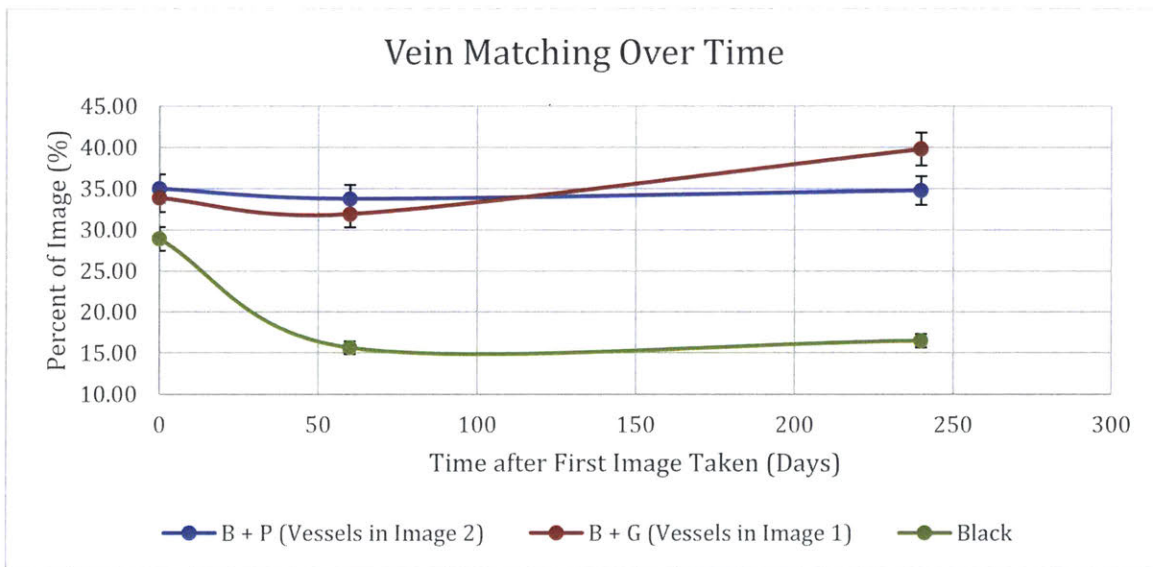 Vein Matching Over Time
Percent of Image (%)
45.00
40.00
35.00
30.00
25.00
20.00
15.00
10.00
0 50 100 150 200 250 300
Time after First Image Taken (Days)
B + P (Vessels in Image 2) B + G (Vessels in Image 1) Black